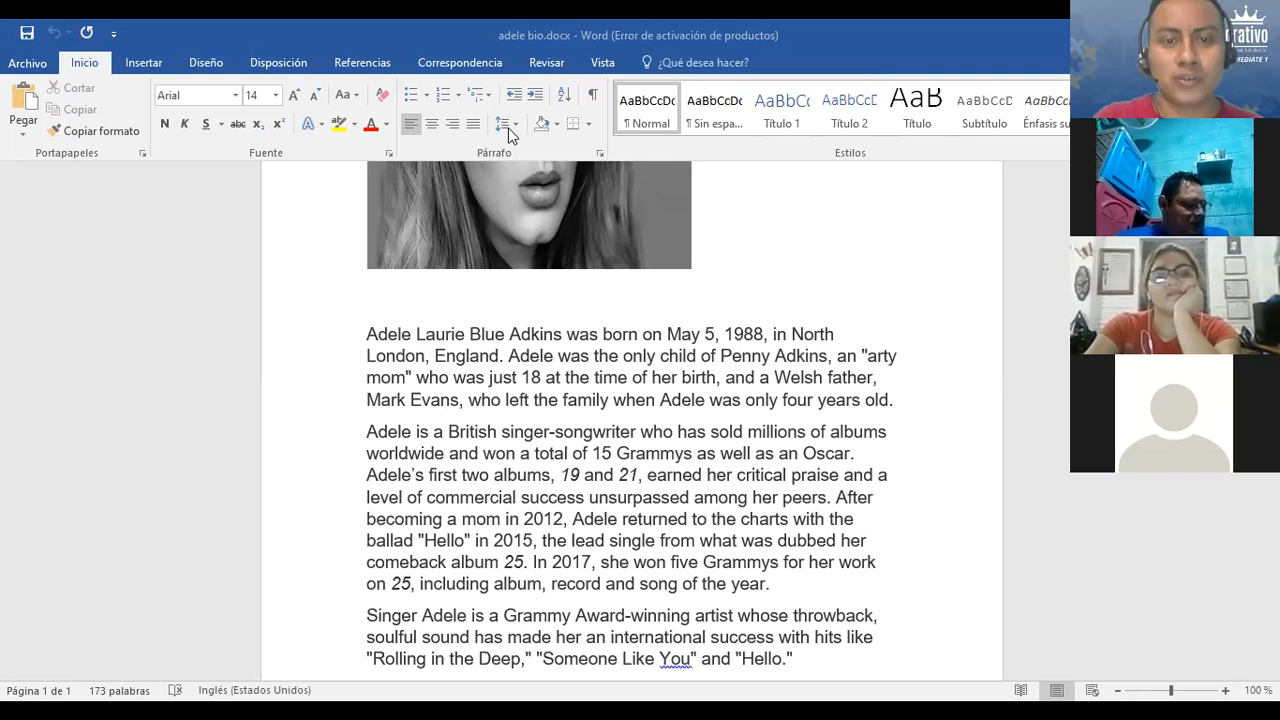 adele bio.docx - Word (Error de activación de productos)
Archivo Inicio Insertar Diseño Disposición Referencias Correspondencia Revisar Vista ¿Qué desea hacer?
Pegar
Cortar
Copiar
Copiar formato
Portapapeles
Arial 14
Aa
N K S abc x₂ x²
Fuente
Párrafo
AaBbCcDc AaBbCcDc AaBbCc AaBbCcD AaB AaBbCcD AaBbCcD
¶ Normal ¶ Sin espa... Título 1 Título 2 Título Subtítulo Énfasis su
Estilos
rativo
MEDIATE 1
Adele Laurie Blue Adkins was born on May 5, 1988, in North
London, England. Adele was the only child of Penny Adkins, an "arty
mom" who was just 18 at the time of her birth, and a Welsh father,
Mark Evans, who left the family when Adele was only four years old.
Adele is a British singer-songwriter who has sold millions of albums
worldwide and won a total of 15 Grammys as well as an Oscar.
Adele's first two albums, 19 and 21, earned her critical praise and a
level of commercial success unsurpassed among her peers. After
becoming a mom in 2012, Adele returned to the charts with the
ballad "Hello" in 2015, the lead single from what was dubbed her
comeback album 25. In 2017, she won five Grammys for her work
on 25, including album, record and song of the year.
Singer Adele is a Grammy Award-winning artist whose throwback,
soulful sound has made her an international success with hits like
"Rolling in the Deep," "Someone Like You" and "Hello."
Página 1 de 1 173 palabras Inglés (Estados Unidos) 100 %